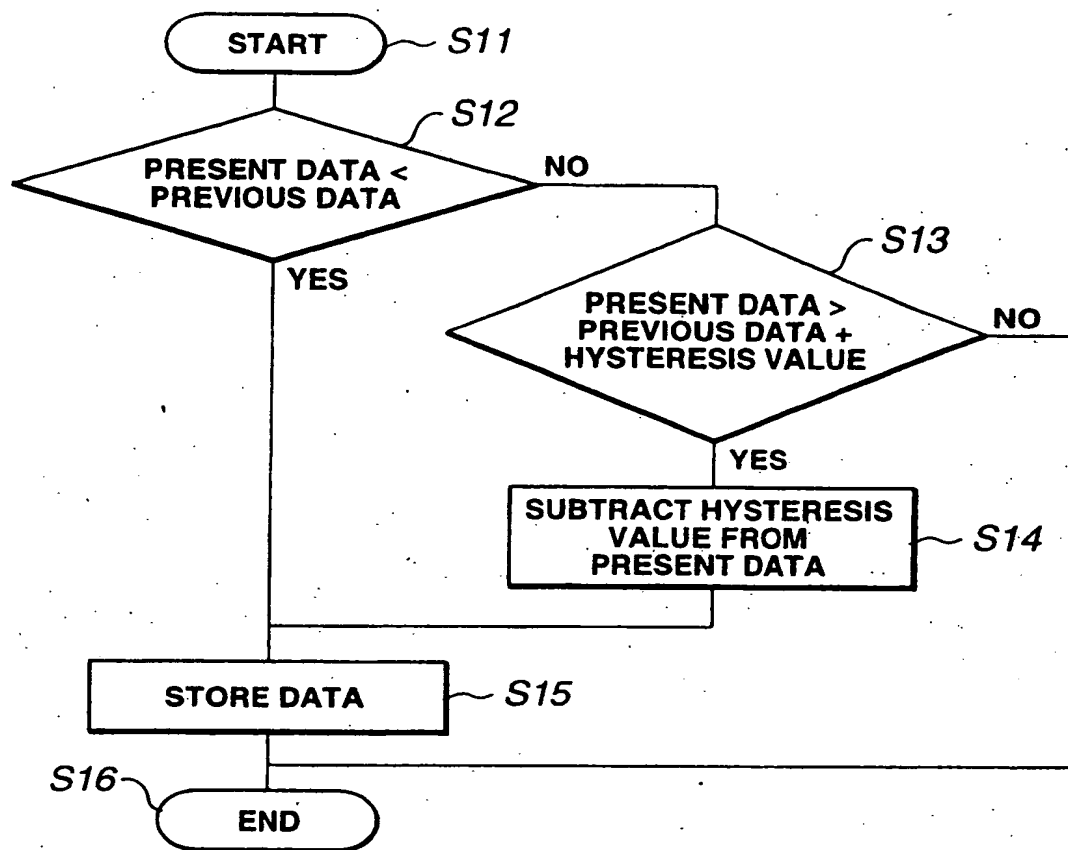 START
S11
S12
PRESENT DATA <
PREVIOUS DATA
NO
YES
S13
PRESENT DATA >
PREVIOUS DATA +
HYSTERESIS VALUE
NO
YES
SUBTRACT HYSTERESIS
VALUE FROM
PRESENT DATA
S14
STORE DATA
S15
S16
END